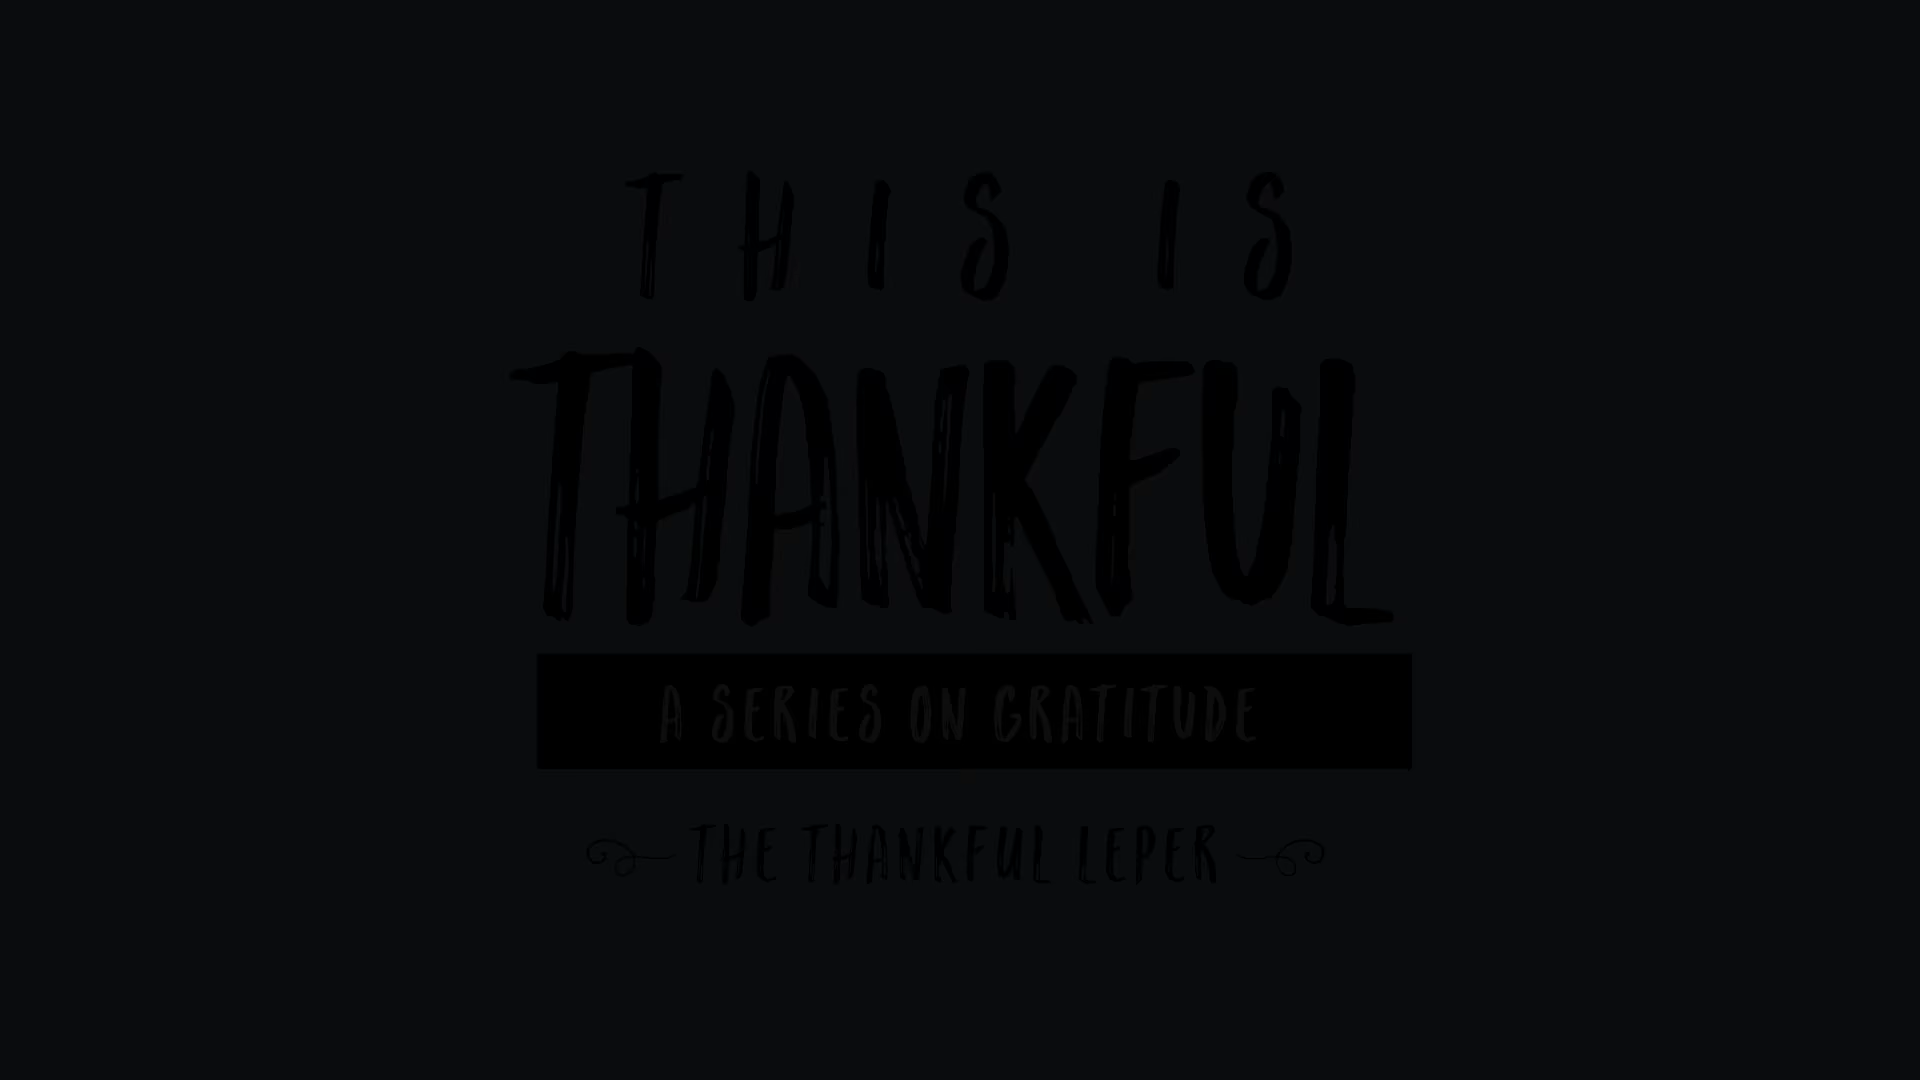 THIS IS
THANKFUL
A SERIES ON GRATITUDE
THE THANKFUL LEPER